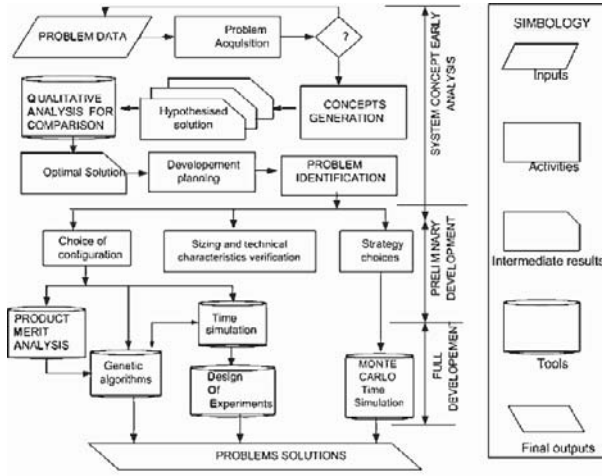 PROBLEM DATA
Problem
Acquisition
?
QUALITATIVE
ANALYSIS FOR
COMPARISON
Hypothesised
solution
CONCEPTS
GENERATION
Optimal Solution
Developement
planning
PROBLEM
IDENTIFICATION
Choice of
configuration
Sizing and technical
characteristics verification
Strategy
choices
PRODUCT
MERIT
ANALYSIS
Genetic
algorithms
Time
simulation
Design
Of
Experiments
MONTE
CARLO
Time
Simulation
PROBLEMS SOLUTIONS
SYSTEM CONCEPT EARLY
ANALYSIS
PRELIMINARY
DEVELOPMENT
FULL
DEVELOPEMENT
SIMBOLOGY
Inputs
Activities
Intermediate results
Tools
Final outputs